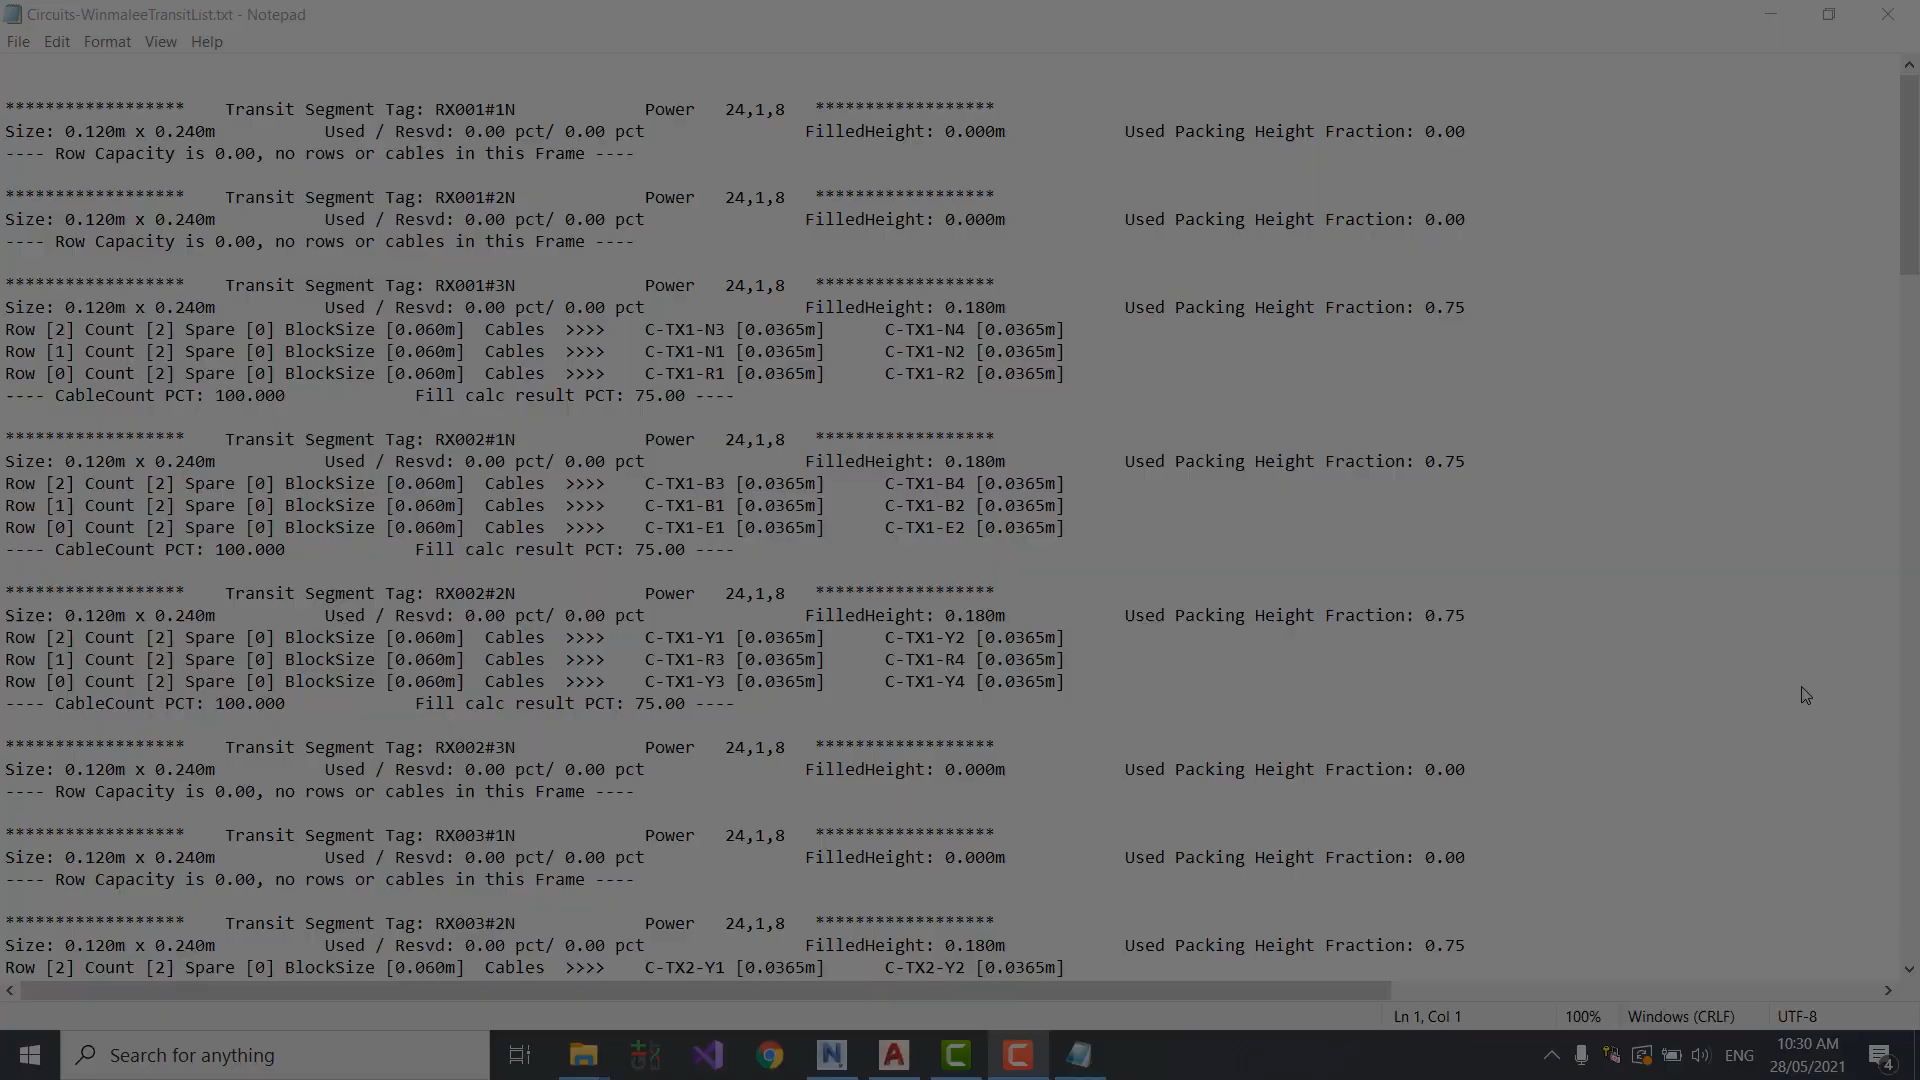 Circuits-WinmaleeTransitList.txt - Notepad
File Edit Format View Help
****************** Transit Segment Tag: RX001#1N Power 24,1,8 ******************
Size: 0.120m x 0.240m Used / Resvd: 0.00 pct/ 0.00 pct FilledHeight: 0.000m Used Packing Height Fraction: 0.00
---- Row Capacity is 0.00, no rows or cables in this Frame ----
****************** Transit Segment Tag: RX001#2N Power 24,1,8 ******************
Size: 0.120m x 0.240m Used / Resvd: 0.00 pct/ 0.00 pct FilledHeight: 0.000m Used Packing Height Fraction: 0.00
---- Row Capacity is 0.00, no rows or cables in this Frame ----
****************** Transit Segment Tag: RX001#3N Power 24,1,8 ******************
Size: 0.120m x 0.240m Used / Resvd: 0.00 pct/ 0.00 pct FilledHeight: 0.180m Used Packing Height Fraction: 0.75
Row [2] Count [2] Spare [0] BlockSize [0.060m] Cables >>>> C-TX1-N3 [0.0365m] C-TX1-N4 [0.0365m]
Row [1] Count [2] Spare [0] BlockSize [0.060m] Cables >>>> C-TX1-N1 [0.0365m] C-TX1-N2 [0.0365m]
Row [0] Count [2] Spare [0] BlockSize [0.060m] Cables >>>> C-TX1-R1 [0.0365m] C-TX1-R2 [0.0365m]
---- CableCount PCT: 100.000 Fill calc result PCT: 75.00 ----
****************** Transit Segment Tag: RX002#1N Power 24,1,8 ******************
Size: 0.120m x 0.240m Used / Resvd: 0.00 pct/ 0.00 pct FilledHeight: 0.180m Used Packing Height Fraction: 0.75
Row [2] Count [2] Spare [0] BlockSize [0.060m] Cables >>>> C-TX1-B3 [0.0365m] C-TX1-B4 [0.0365m]
Row [1] Count [2] Spare [0] BlockSize [0.060m] Cables >>>> C-TX1-B1 [0.0365m] C-TX1-B2 [0.0365m]
Row [0] Count [2] Spare [0] BlockSize [0.060m] Cables >>>> C-TX1-E1 [0.0365m] C-TX1-E2 [0.0365m]
---- CableCount PCT: 100.000 Fill calc result PCT: 75.00 ----
****************** Transit Segment Tag: RX002#2N Power 24,1,8 ******************
Size: 0.120m x 0.240m Used / Resvd: 0.00 pct/ 0.00 pct FilledHeight: 0.180m Used Packing Height Fraction: 0.75
Row [2] Count [2] Spare [0] BlockSize [0.060m] Cables >>>> C-TX1-Y1 [0.0365m] C-TX1-Y2 [0.0365m]
Row [1] Count [2] Spare [0] BlockSize [0.060m] Cables >>>> C-TX1-R3 [0.0365m] C-TX1-R4 [0.0365m]
Row [0] Count [2] Spare [0] BlockSize [0.060m] Cables >>>> C-TX1-Y3 [0.0365m] C-TX1-Y4 [0.0365m]
---- CableCount PCT: 100.000 Fill calc result PCT: 75.00 ----
****************** Transit Segment Tag: RX002#3N Power 24,1,8 ******************
Size: 0.120m x 0.240m Used / Resvd: 0.00 pct/ 0.00 pct FilledHeight: 0.000m Used Packing Height Fraction: 0.00
---- Row Capacity is 0.00, no rows or cables in this Frame ----
****************** Transit Segment Tag: RX003#1N Power 24,1,8 ******************
Size: 0.120m x 0.240m Used / Resvd: 0.00 pct/ 0.00 pct FilledHeight: 0.000m Used Packing Height Fraction: 0.00
---- Row Capacity is 0.00, no rows or cables in this Frame ----
****************** Transit Segment Tag: RX003#2N Power 24,1,8 ******************
Size: 0.120m x 0.240m Used / Resvd: 0.00 pct/ 0.00 pct FilledHeight: 0.180m Used Packing Height Fraction: 0.75
Row [2] Count [2] Spare [0] BlockSize [0.060m] Cables >>>> C-TX2-Y1 [0.0365m] C-TX2-Y2 [0.0365m]
Ln 1, Col 1 100% Windows (CRLF) UTF-8
Search for anything
ENG
10:30 AM
28/05/2021
4